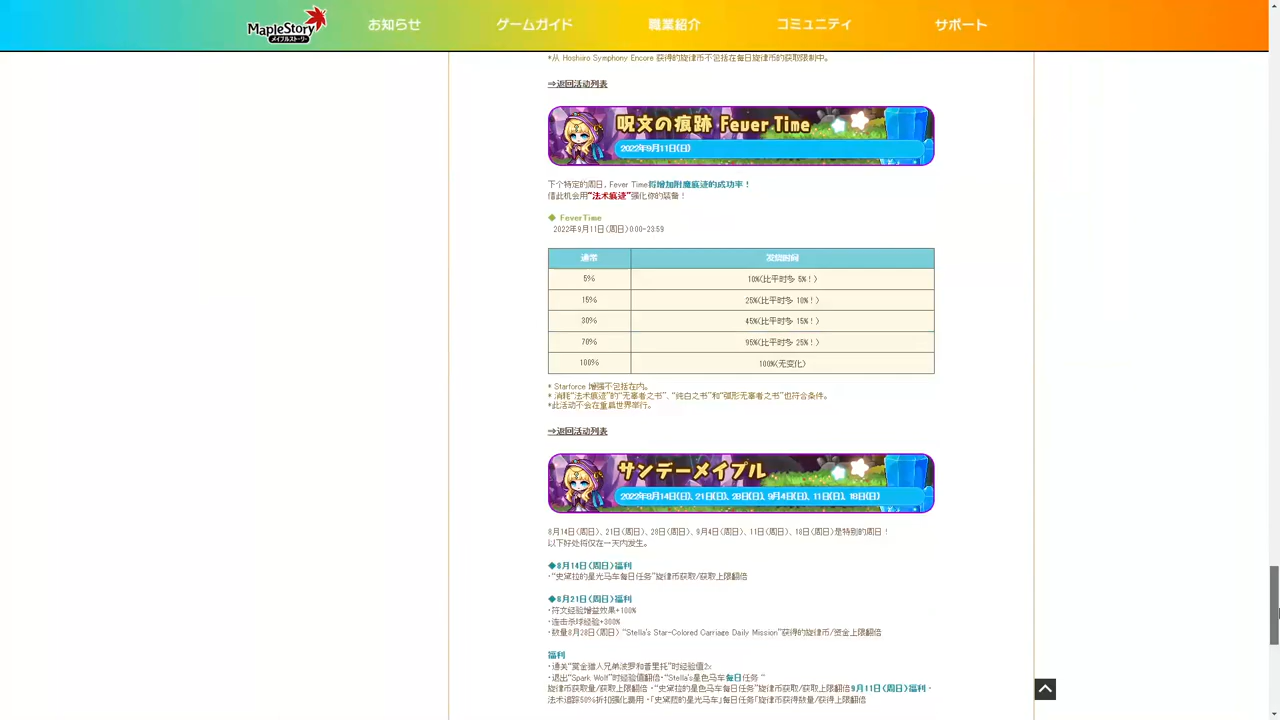 MapleStory
メイプルストーリー
お知らせ
ゲームガイド
職業紹介
コミュニティ
サポート
*从 Hoshiiro Symphony Encore 获得的旋律币不包括在每日旋律币的获取限制中。
⇒返回活动列表
呪文の痕跡 Fever Time
2022年9月11日(日)
下个特定的周日，Fever Time将增加附魔痕迹的成功率！
借此机会用“法术痕迹”强化你的装备！
◆ FeverTime
2022年9月11日（周日）0:00-23:59
通常 发烧时间
5% 10%（比平时多 5%！）
15% 25%（比平时多 10%！）
30% 45%（比平时多 15%！）
70% 95%（比平时多 25%！）
100% 100%（无变化）
* Starforce 增强不包括在内。
* 消耗“法术痕迹”的“无辜者之书”、“纯白之书”和“弧形无辜者之书”也符合条件。
*此活动不会在重启世界举行。
⇒返回活动列表
サンデーメイプル
2022年8月14日(日)、21日(日)、28日(日)、9月4日(日)、11日(日)、18日(日)
8月14日（周日）、21日（周日）、28日（周日）、9月4日（周日）、11日（周日）、18日（周日）是特别的周日！
以下好处将仅在一天内发生。
◆8月14日（周日）福利
・“史黛拉的星光马车每日任务”旋律币获取/获取上限翻倍
◆8月21日（周日）福利
・符文经验增益效果+100%
・连击杀球经验+300%
・数量8月28日（周日） “Stella's Star-Colored Carriage Daily Mission”获得的旋律币/资金上限翻倍
福利
・通关“赏金猎人兄弟波罗和普里托”时经验值2x
・退出“Spark Wolf”时经验值翻倍・“Stella's星色马车每日任务 “
旋律币获取量/获取上限翻倍・“史黛拉的星色马车每日任务”旋律币获取/获取上限翻倍9月11日（周日）福利・
法术追踪50%折扣强化费用・「史黛拉的星光马车」每日任务「旋律币获得数量/获得上限翻倍